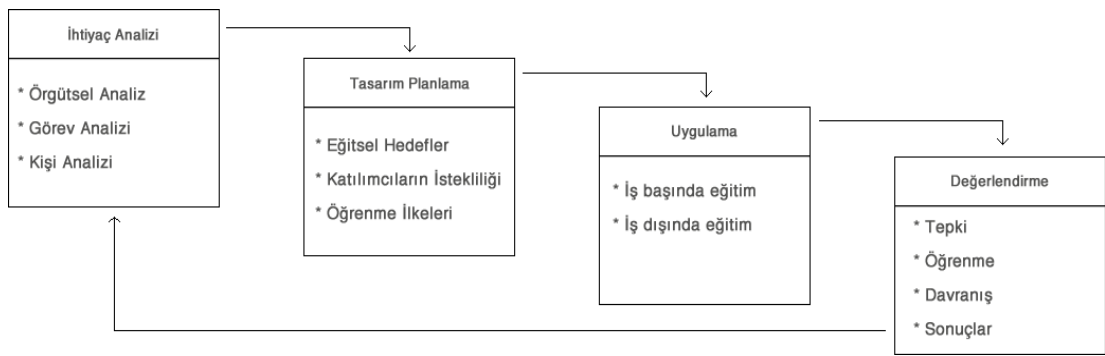 İhtiyaç Analizi
* Örgütsel Analiz
* Görev Analizi
* Kişi Analizi
Tasarım Planlama
* Eğitsel Hedefler
* Katılımcıların İstekliliği
* Öğrenme İlkeleri
Uygulama
* İş başında eğitim
* İş dışında eğitim
Değerlendirme
* Tepki
* Öğrenme
* Davranış
* Sonuçlar